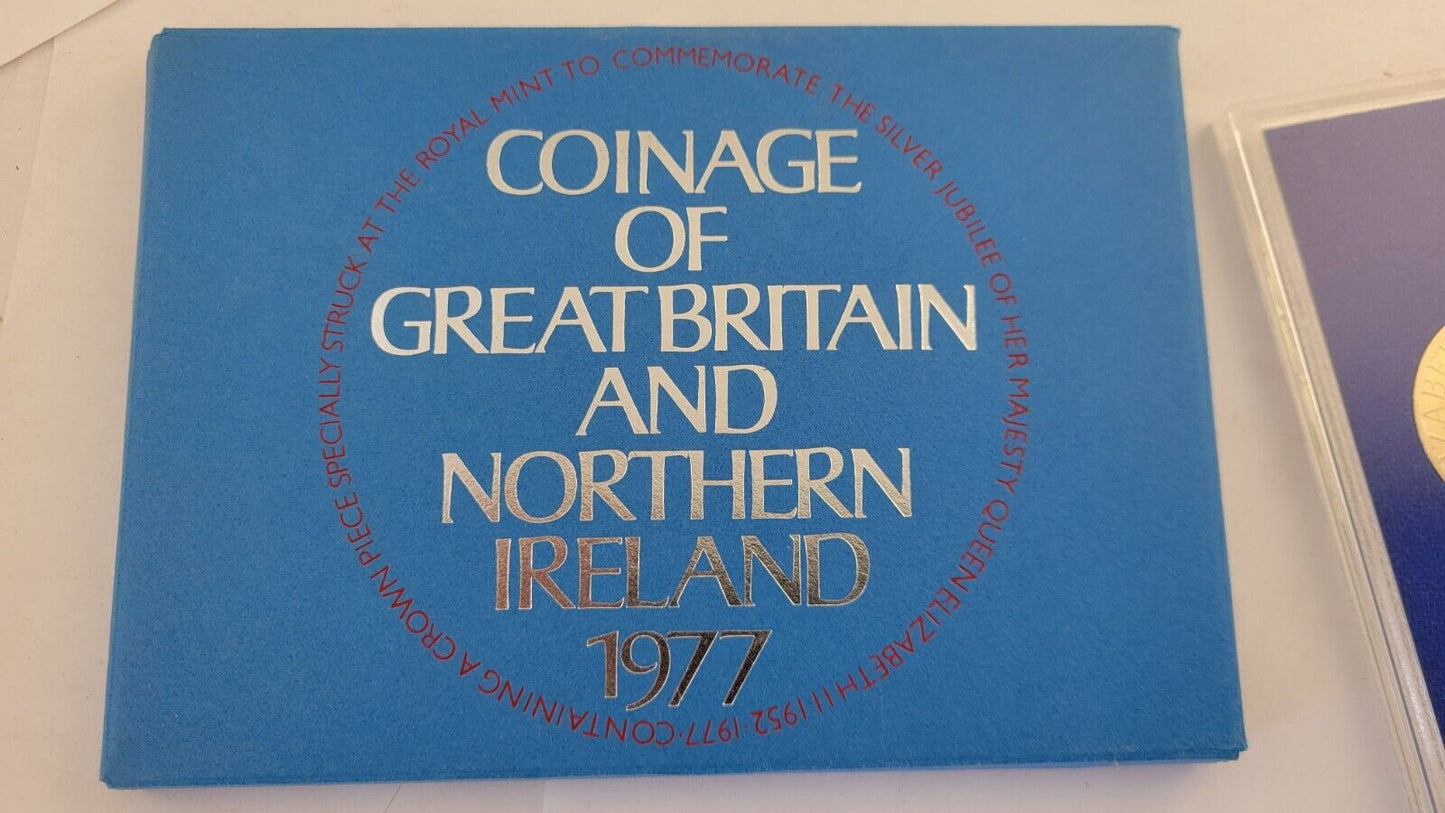 COINAGE
OF
GREAT BRITAIN
AND
NORTHERN
IRELAND
1977
CONTAINING A CROWN PIECE SPECIALLY STRUCK AT THE ROYAL MINT TO COMMEMORATE THE SILVER JUBILEE OF HER MAJESTY QUEEN ELIZABETH II 1952·1977·